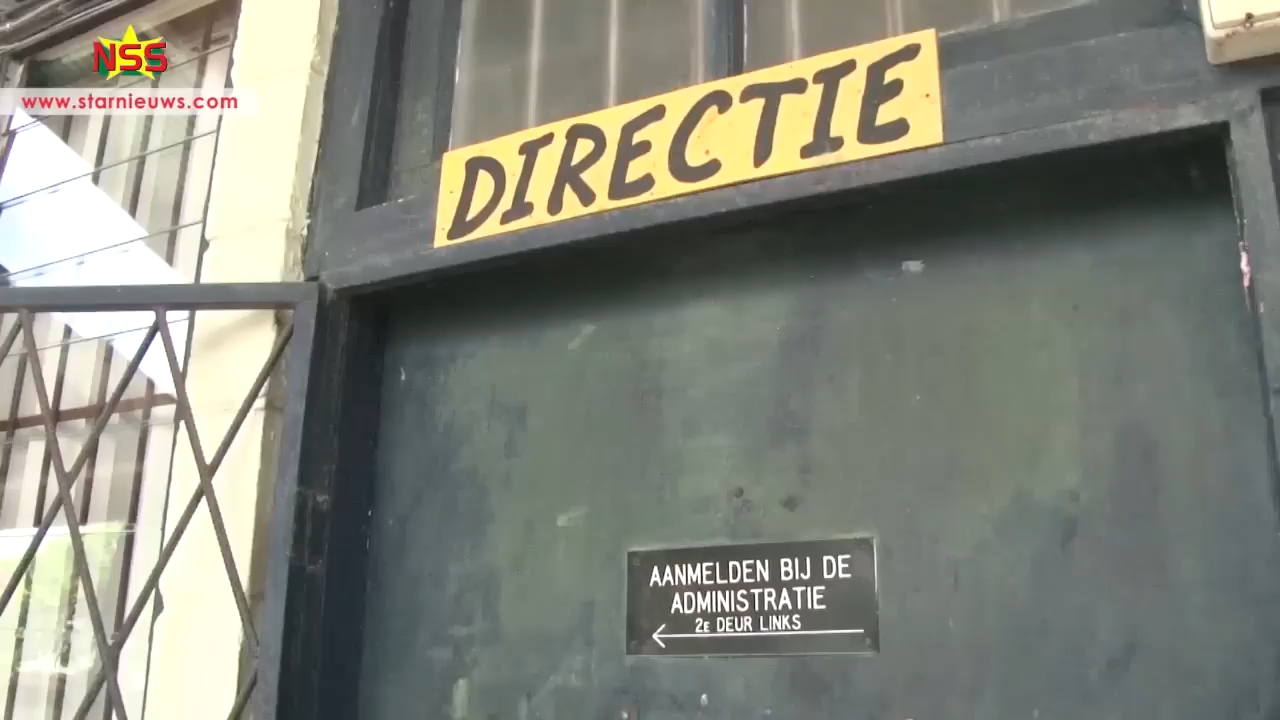 NSS
www.starnieuws.com
DIRECTIE
AANMELDEN BIJ DE
ADMINISTRATIE
2E DEUR LINKS